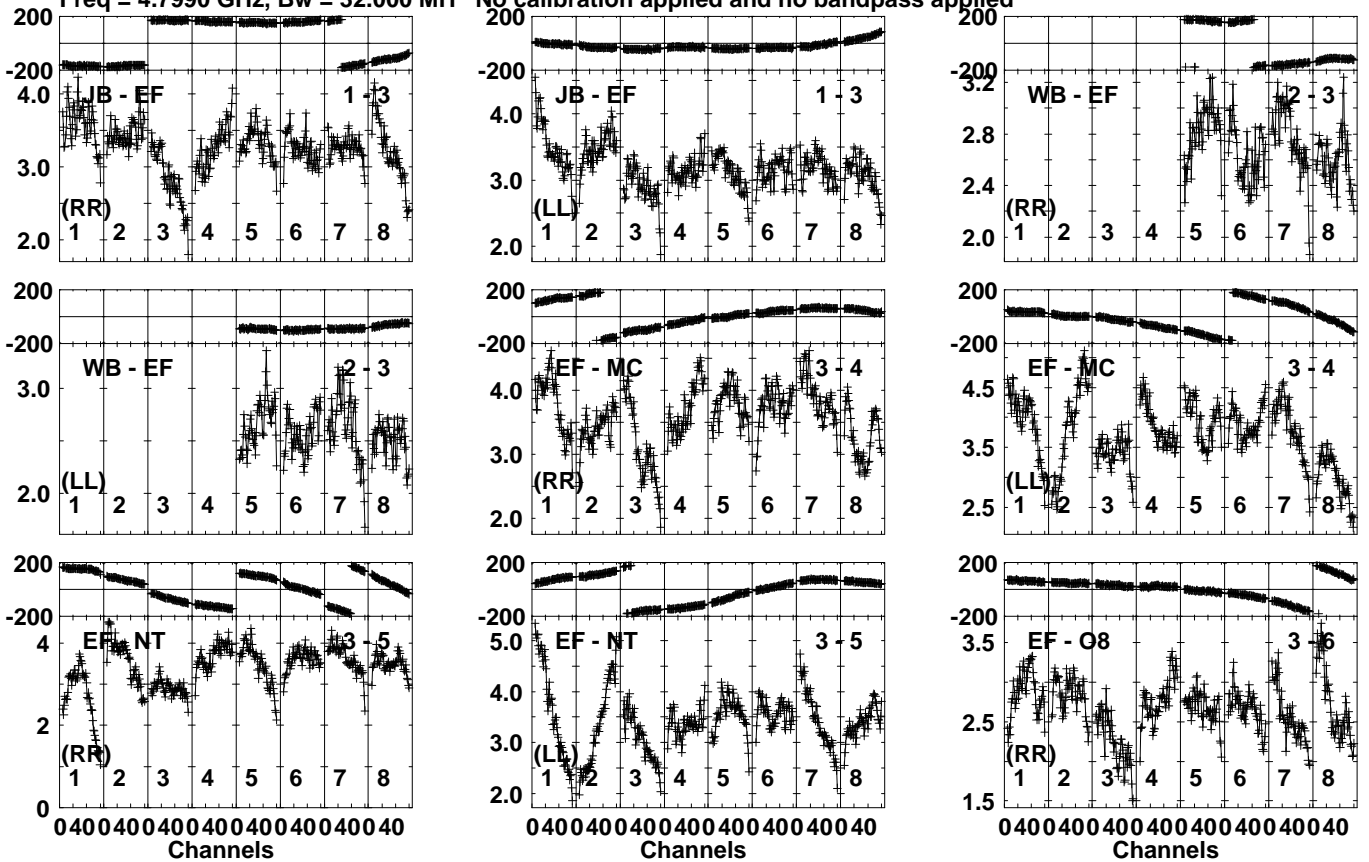 Freq = 4.7990 GHz, Bw = 32.000 MH No calibration applied and no bandpass applied
200
-200
JB - EF 1 - 3
4.0
3.0
2.0
(RR)
1 2 3 4 5 6 7 8
200
-200
JB - EF 1 - 3
4.0
3.0
2.0
(LL)
1 2 3 4 5 6 7 8
200
-200
WB - EF 2 - 3
3.2
2.8
2.4
2.0
(RR)
1 2 3 4 5 6 7 8
200
-200
WB - EF 2 - 3
3.0
2.0
(LL)
1 2 3 4 5 6 7 8
200
-200
EF - MC 3 - 4
4.0
3.0
2.0
(RR)
1 2 3 4 5 6 7 8
200
-200
EF - MC 3 - 4
4.5
3.5
2.5
(LL)
1 2 3 4 5 6 7 8
200
-200
EF - NT 3 - 5
4
2
0
(RR)
1 2 3 4 5 6 7 8
0 40 0 40 0 40 0 40 0 40 0 40 0 40 0 40
Channels
200
-200
EF - NT 3 - 5
5.0
4.0
3.0
2.0
(LL)
1 2 3 4 5 6 7 8
0 40 0 40 0 40 0 40 0 40 0 40 0 40 0 40
Channels
200
-200
EF - O8 3 - 6
3.5
2.5
1.5
(RR)
1 2 3 4 5 6 7 8
0 40 0 40 0 40 0 40 0 40 0 40 0 40 0 40
Channels